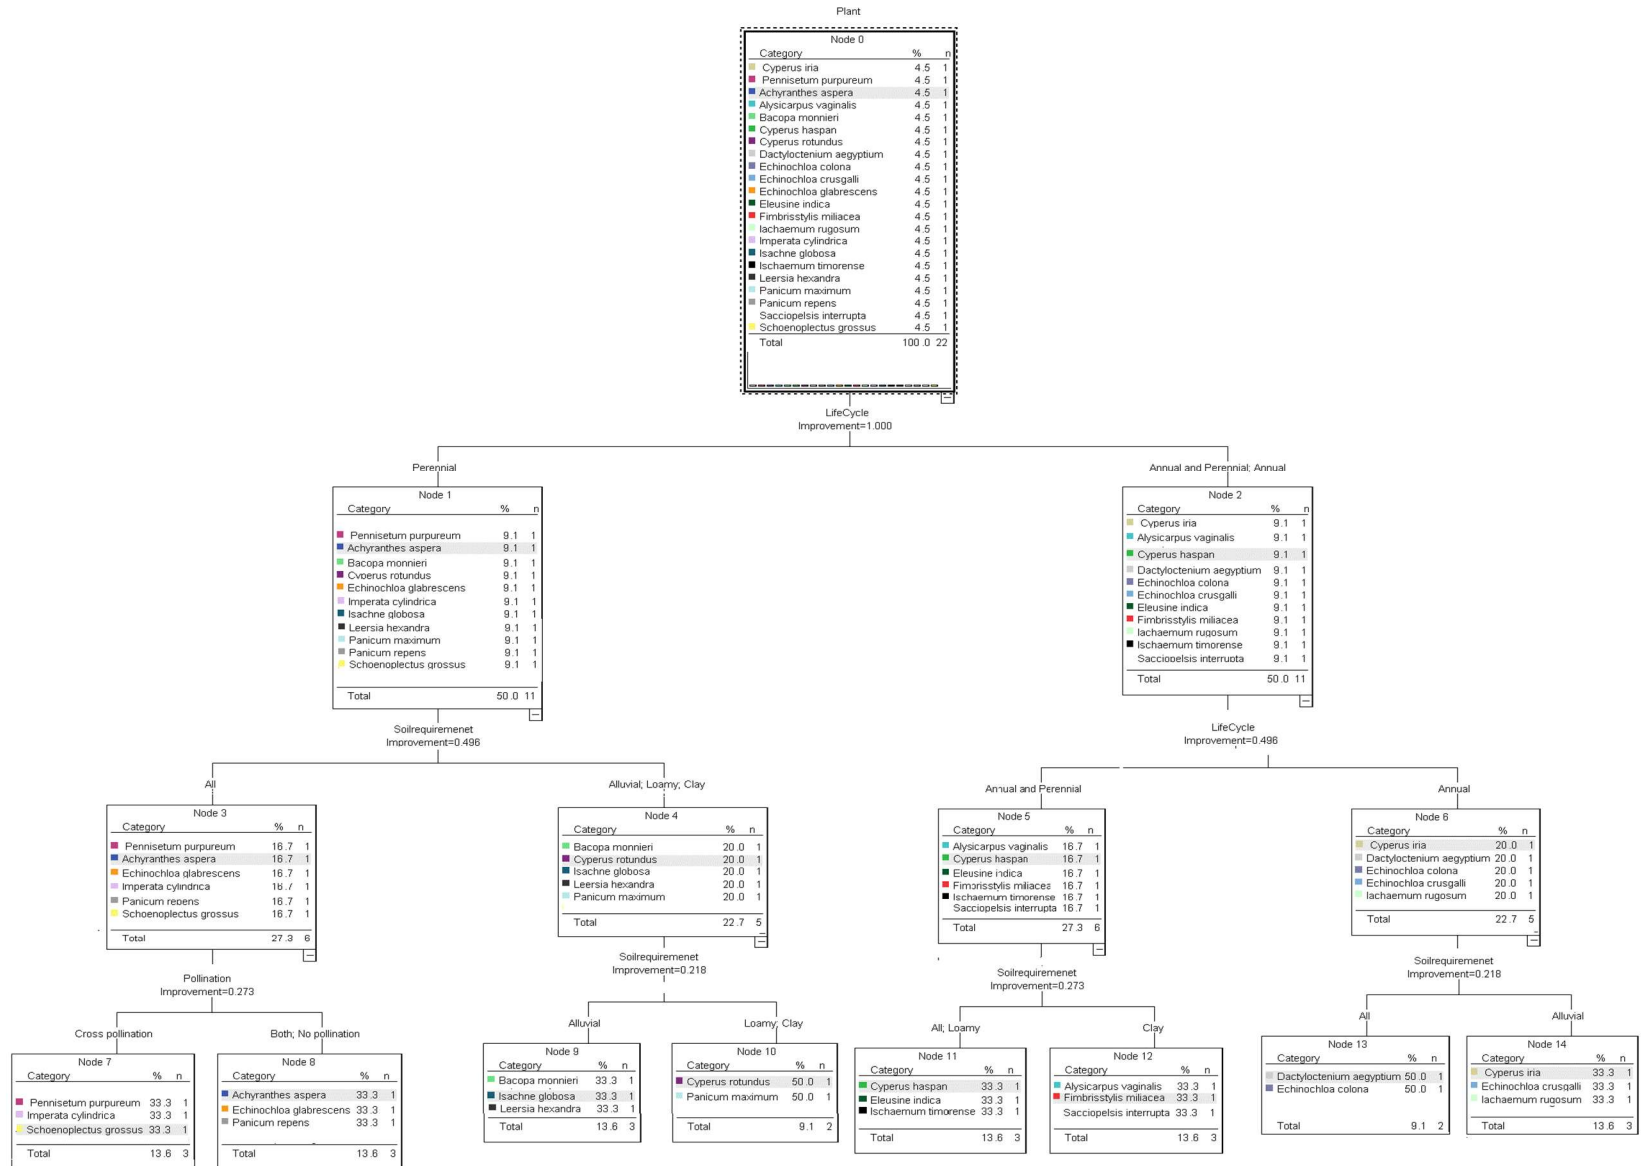 Plant
Node 0
Category % n
Cyperus iria 4.5 1
Pennisetum purpureum 4.5 1
Achyranthes aspera 4.5 1
Alysicarpus vaginalis 4.5 1
Bacopa monnieri 4.5 1
Cyperus haspan 4.5 1
Cyperus rotundus 4.5 1
Dactyloctenium aegyptium 4.5 1
Echinochloa colona 4.5 1
Echinochloa crusgalli 4.5 1
Echinochloa glabrescens 4.5 1
Eleusine indica 4.5 1
Fimbrisstylis miliacea 4.5 1
Iachaemum rugosum 4.5 1
Imperata cylindrica 4.5 1
Isachne globosa 4.5 1
Ischaemum timorense 4.5 1
Leersia hexandra 4.5 1
Panicum maximum 4.5 1
Panicum repens 4.5 1
Sacciopelsis interrupta 4.5 1
Schoenoplectus grossus 4.5 1
Total 100.0 22
LifeCycle
Improvement=1.000
Perennial
Node 1
Category % n
Pennisetum purpureum 9.1 1
Achyranthes aspera 9.1 1
Bacopa monnieri 9.1 1
Cyperus rotundus 9.1 1
Echinochloa glabrescens 9.1 1
Imperata cylindrica 9.1 1
Isachne globosa 9.1 1
Leersia hexandra 9.1 1
Panicum maximum 9.1 1
Panicum repens 9.1 1
Schoenoplectus grossus 9.1 1
Total 50.0 11
Soilrequiremenet
Improvement=0.496
Annual and Perennial; Annual
Node 2
Category % n
Cyperus iria 9.1 1
Alysicarpus vaginalis 9.1 1
Cyperus haspan 9.1 1
Dactyloctenium aegyptium 9.1 1
Echinochloa colona 9.1 1
Echinochloa crusgalli 9.1 1
Eleusine indica 9.1 1
Fimbrisstylis miliacea 9.1 1
Iachaemum rugosum 9.1 1
Ischaemum timorense 9.1 1
Sacciopelsis interrupta 9.1 1
Total 50.0 11
LifeCycle
Improvement=0.496
All
Node 3
Category % n
Pennisetum purpureum 16.7 1
Achyranthes aspera 16.7 1
Echinochloa glabrescens 16.7 1
Imperata cylindrica 16.7 1
Panicum repens 16.7 1
Schoenoplectus grossus 16.7 1
Total 27.3 6
Pollination
Improvement=0.273
Alluvial; Loamy; Clay
Node 4
Category % n
Bacopa monnieri 20.0 1
Cyperus rotundus 20.0 1
Isachne globosa 20.0 1
Leersia hexandra 20.0 1
Panicum maximum 20.0 1
Total 22.7 5
Soilrequiremenet
Improvement=0.218
Annual and Perennial
Node 5
Category % n
Alysicarpus vaginalis 16.7 1
Cyperus haspan 16.7 1
Eleusine indica 16.7 1
Fimbrisstylis miliacea 16.7 1
Ischaemum timorense 16.7 1
Sacciopelsis interrupta 16.7 1
Total 27.3 6
Soilrequiremenet
Improvement=0.273
Annual
Node 6
Category % n
Cyperus iria 20.0 1
Dactyloctenium aegyptium 20.0 1
Echinochloa colona 20.0 1
Echinochloa crusgalli 20.0 1
Iachaemum rugosum 20.0 1
Total 22.7 5
Soilrequiremenet
Improvement=0.218
Cross pollination
Node 7
Category % n
Pennisetum purpureum 33.3 1
Imperata cylindrica 33.3 1
Schoenoplectus grossus 33.3 1
Total 13.6 3
Both; No pollination
Node 8
Category % n
Achyranthes aspera 33.3 1
Echinochloa glabrescens 33.3 1
Panicum repens 33.3 1
Total 13.6 3
Alluvial
Node 9
Category % n
Bacopa monnieri 33.3 1
Isachne globosa 33.3 1
Leersia hexandra 33.3 1
Total 13.6 3
Loamy; Clay
Node 10
Category % n
Cyperus rotundus 50.0 1
Panicum maximum 50.0 1
Total 9.1 2
All; Loamy
Node 11
Category % n
Cyperus haspan 33.3 1
Eleusine indica 33.3 1
Ischaemum timorense 33.3 1
Total 13.6 3
Clay
Node 12
Category % n
Alysicarpus vaginalis 33.3 1
Fimbrisstylis miliacea 33.3 1
Sacciopelsis interrupta 33.3 1
Total 13.6 3
All
Node 13
Category % n
Dactyloctenium aegyptium 50.0 1
Echinochloa colona 50.0 1
Total 9.1 2
Alluvial
Node 14
Category % n
Cyperus iria 33.3 1
Echinochloa crusgalli 33.3 1
Iachaemum rugosum 33.3 1
Total 13.6 3